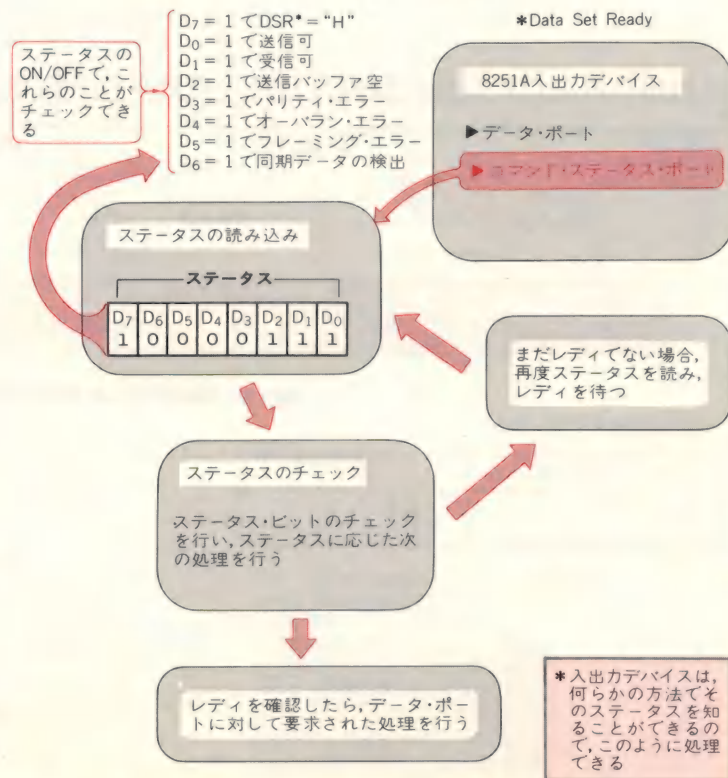 ステータスの
ON/OFFで,こ
れらのことが
チェックでき
る
D7＝1でDSR*＝“H”
D0＝1で送信可
D1＝1で受信可
D2＝1で送信バッファ空
D3＝1でパリティ・エラー
D4＝1でオーバラン・エラー
D5＝1でフレーミング・エラー
D6＝1で同期データの検出
*Data Set Ready
8251A入出力デバイス
▶データ・ポート
▶コマンド・ステータス・ポート
ステータスの読み込み
ステータス
D7 D6 D5 D4 D3 D2 D1 D0
1 0 0 0 0 1 1 1
まだレディでない場合,
再度ステータスを読み,
レディを待つ
ステータスのチェック
ステータス・ビットのチェック
を行い,ステータスに応じた次
の処理を行う
レディを確認したら,データ・ポー
トに対して要求された処理を行う
*入出力デバイスは,
何らかの方法でそ
のステータスを知
ることができるの
で,このように処理
できる